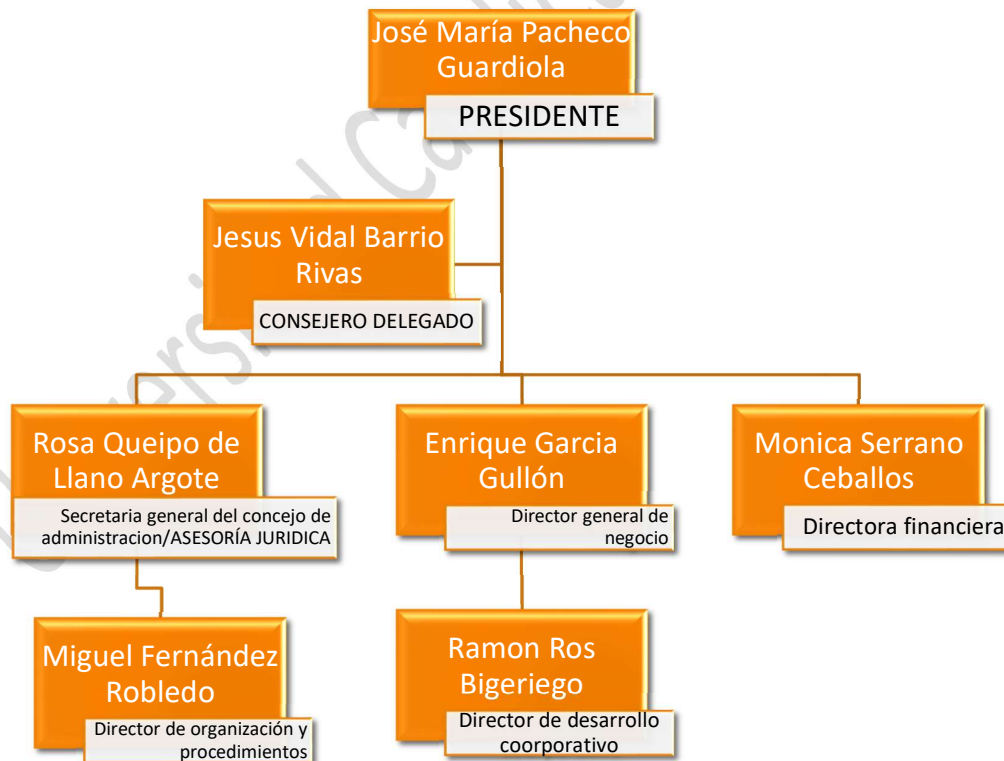 José María Pacheco
Guardiola
PRESIDENTE
Jesus Vidal Barrio
Rivas
CONSEJERO DELEGADO
Rosa Queipo de
Llano Argote
Secretaria general del concejo de
administracion/ASESORÍA JURIDICA
Enrique Garcia
Gullón
Director general de
negocio
Monica Serrano
Ceballos
Directora financiera
Miguel Fernández
Robledo
Director de organización y
procedimientos
Ramon Ros
Bigeriego
Director de desarrollo
coorporativo